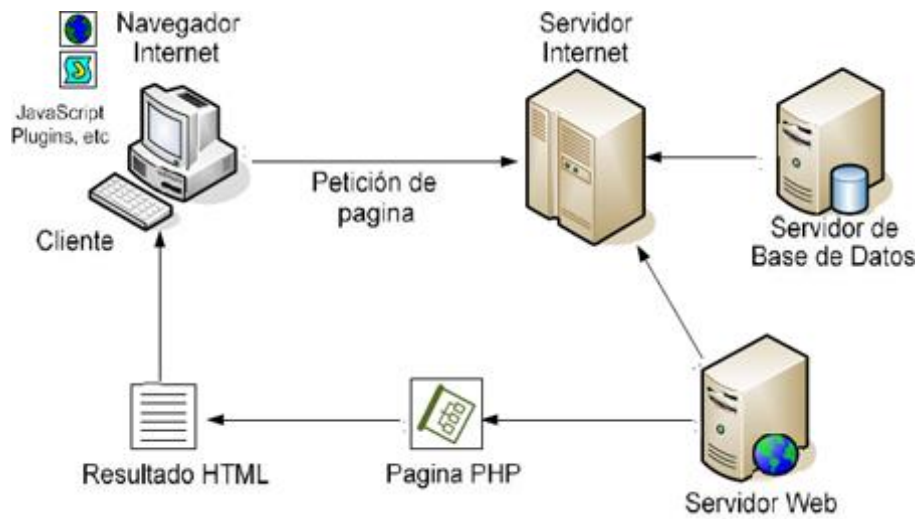 Navegador
Internet
JavaScript
Plugins, etc
Cliente
Petición de
pagina
Servidor
Internet
Servidor de
Base de Datos
Resultado HTML
Pagina PHP
Servidor Web